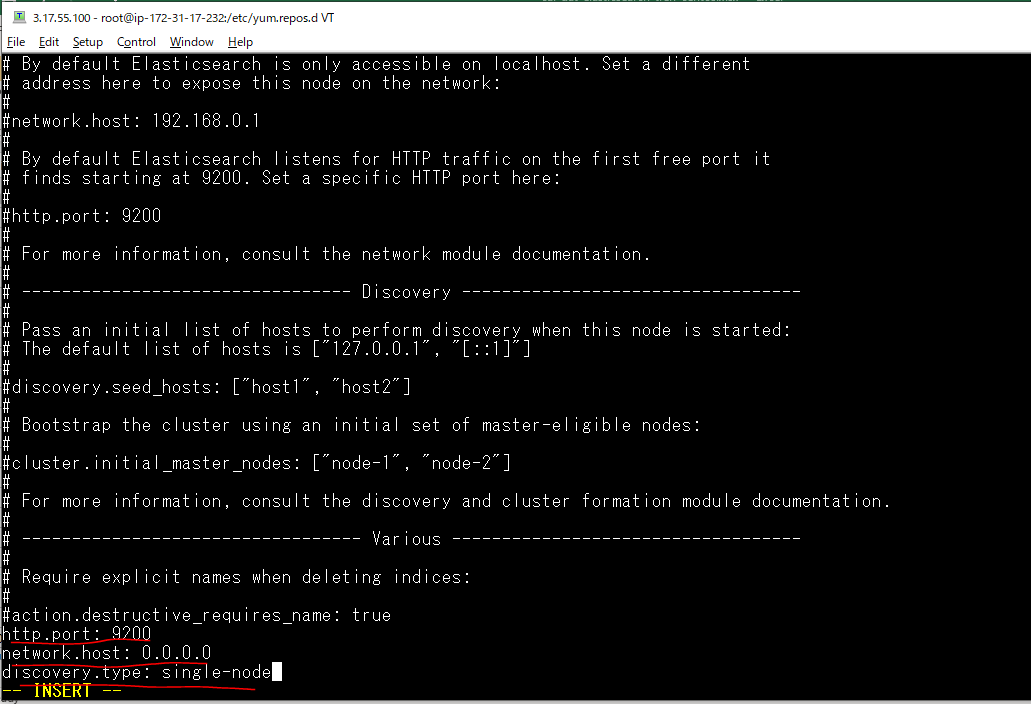 3.17.55.100 - root@ip-172-31-17-232:/etc/yum.repos.d VT
File Edit Setup Control Window Help
# By default Elasticsearch is only accessible on localhost. Set a different
# address here to expose this node on the network:
#
#network.host: 192.168.0.1
#
# By default Elasticsearch listens for HTTP traffic on the first free port it
# finds starting at 9200. Set a specific HTTP port here:
#
#http.port: 9200
#
# For more information, consult the network module documentation.
#
# --------------------------------- Discovery ----------------------------------
#
# Pass an initial list of hosts to perform discovery when this node is started:
# The default list of hosts is ["127.0.0.1", "[::1]"]
#
#discovery.seed_hosts: ["host1", "host2"]
#
# Bootstrap the cluster using an initial set of master-eligible nodes:
#
#cluster.initial_master_nodes: ["node-1", "node-2"]
#
# For more information, consult the discovery and cluster formation module documentation.
#
# ---------------------------------- Various -----------------------------------
#
# Require explicit names when deleting indices:
#
#action.destructive_requires_name: true
http.port: 9200
network.host: 0.0.0.0
discovery.type: single-node
-- INSERT --